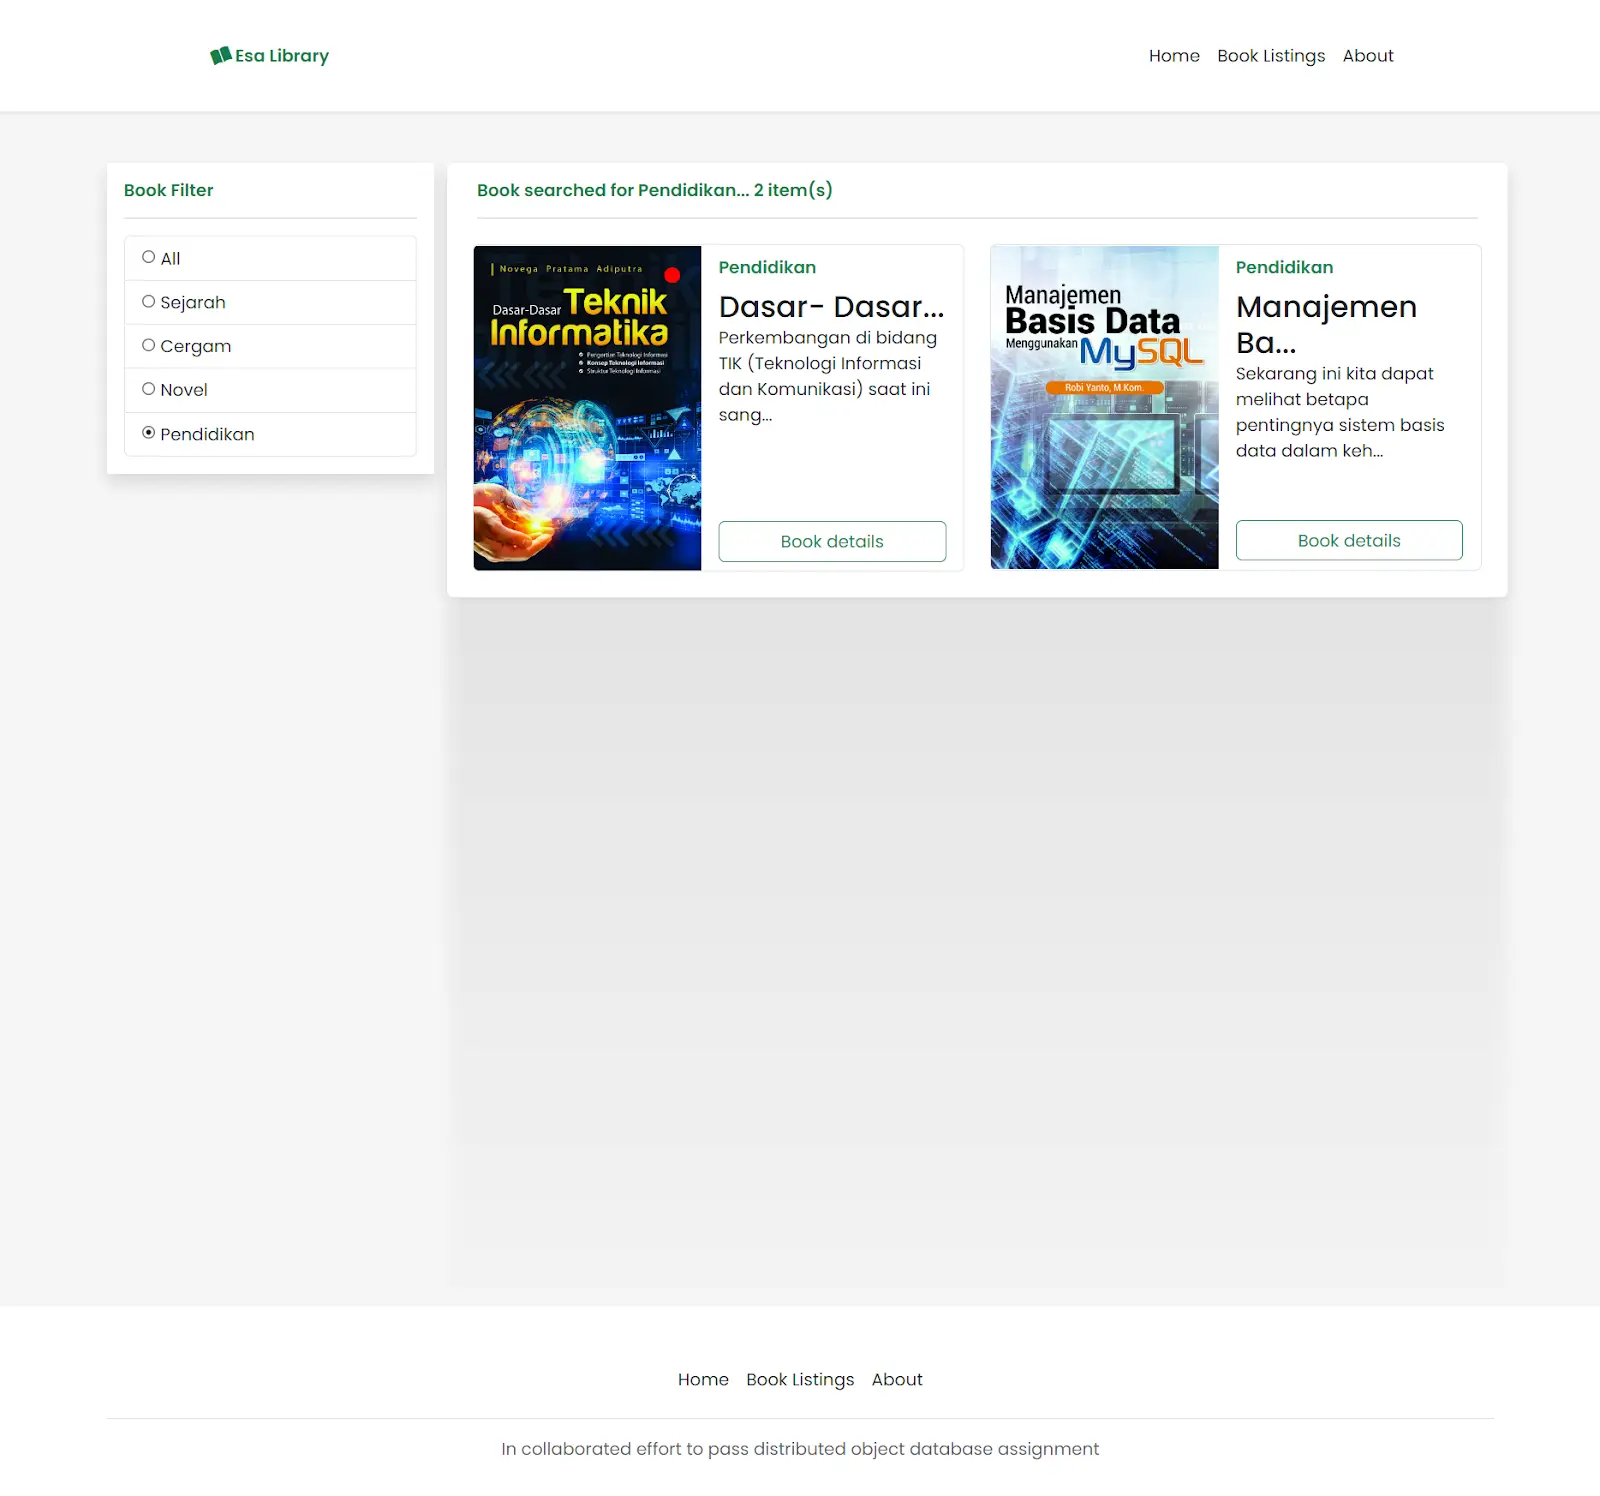 Esa Library
Home Book Listings About
Book Filter
All
Sejarah
Cergam
Novel
Pendidikan
Book searched for Pendidikan... 2 item(s)
Novega Pratama Adiputra
Dasar-Dasar Teknik
Informatika
Pengertian Teknologi Informasi
Konsep Teknologi Informasi
Struktur Teknologi Informasi
Pendidikan
Dasar- Dasar...
Perkembangan di bidang
TIK (Teknologi Informasi
dan Komunikasi) saat ini
sang...
Book details
Manajemen
Basis Data
Menggunakan MySQL
Robi Yanto, M.Kom.
Pendidikan
Manajemen
Ba...
Sekarang ini kita dapat
melihat betapa
pentingnya sistem basis
data dalam keh...
Book details
Home Book Listings About
In collaborated effort to pass distributed object database assignment